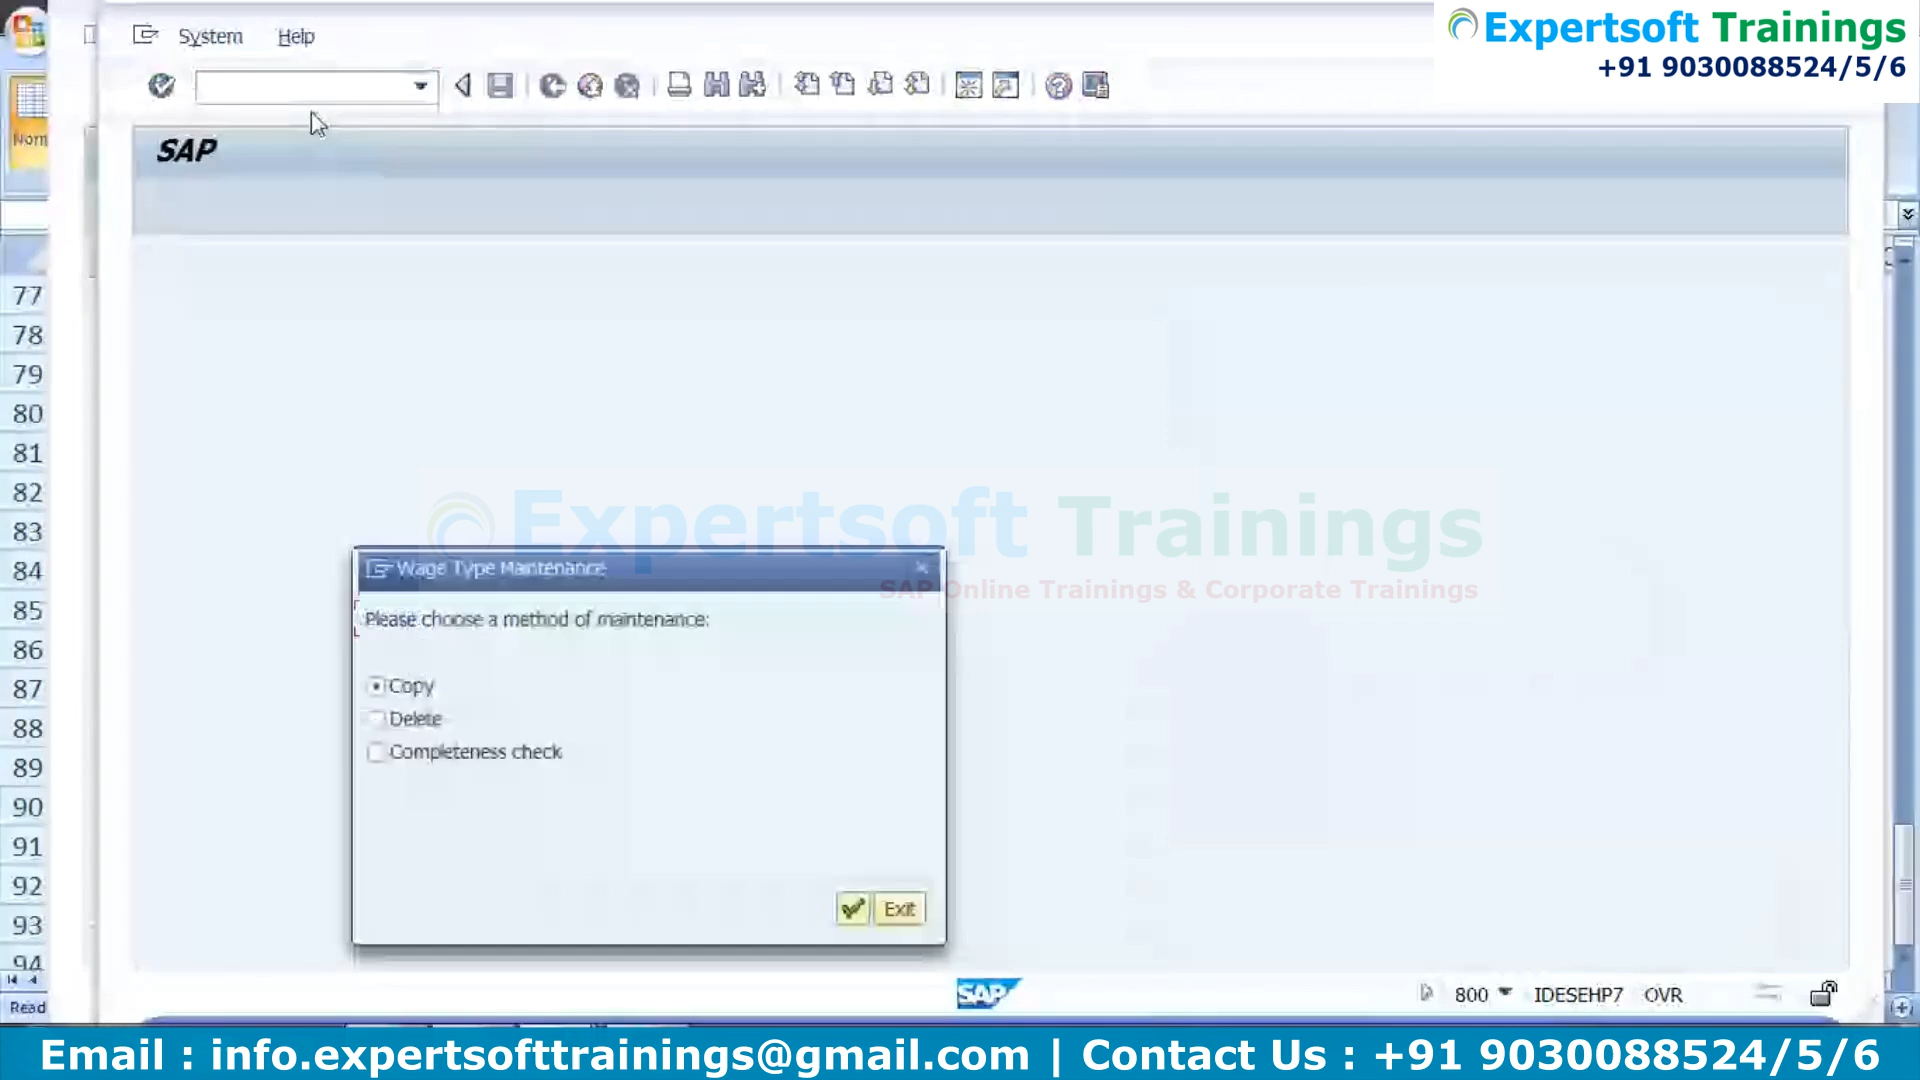 Expertsoft Trainings
+91 9030088524/5/6
System Help
Nom
SAP
77
78
79
80
81
82
83
84
85
86
87
88
89
90
91
92
93
94
Expertsoft Trainings
SAP Online Trainings & Corporate Trainings
Wage Type Maintenance
Please choose a method of maintenance:
Copy
Delete
Completeness check
Exit
Read
SAP
800 IDESEHP7 OVR
Email : info.expertsofttrainings@gmail.com | Contact Us : +91 9030088524/5/6